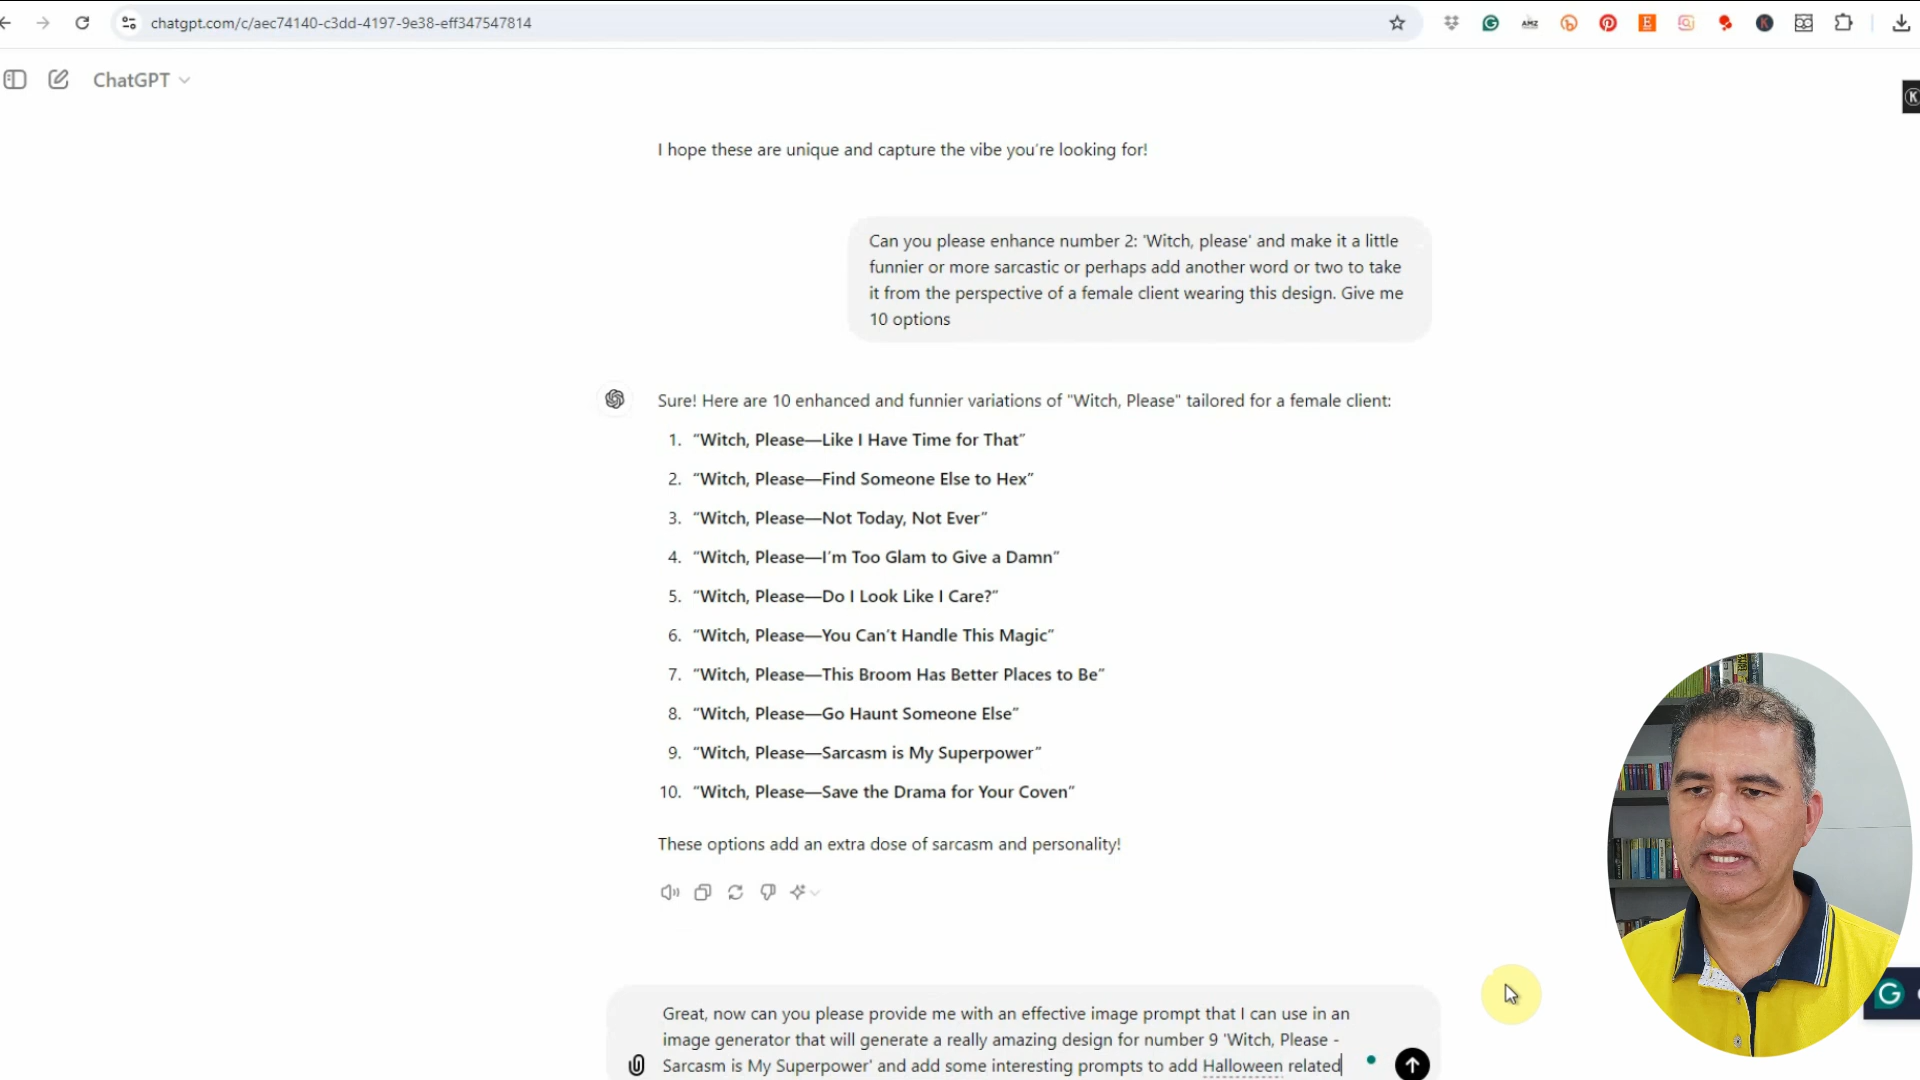 chatgpt.com/c/aec74140-c3dd-4197-9e38-eff347547814
AMZ
ChatGPT
I hope these are unique and capture the vibe you're looking for!
Can you please enhance number 2: 'Witch, please' and make it a little
funnier or more sarcastic or perhaps add another word or two to take
it from the perspective of a female client wearing this design. Give me
10 options
Sure! Here are 10 enhanced and funnier variations of "Witch, Please" tailored for a female client:
1. "Witch, Please—Like I Have Time for That"
2. "Witch, Please—Find Someone Else to Hex"
3. "Witch, Please—Not Today, Not Ever"
4. "Witch, Please—I'm Too Glam to Give a Damn"
5. "Witch, Please—Do I Look Like I Care?"
6. "Witch, Please—You Can't Handle This Magic"
7. "Witch, Please—This Broom Has Better Places to Be"
8. "Witch, Please—Go Haunt Someone Else"
9. "Witch, Please—Sarcasm is My Superpower"
10. "Witch, Please—Save the Drama for Your Coven"
These options add an extra dose of sarcasm and personality!
Great, now can you please provide me with an effective image prompt that I can use in an
image generator that will generate a really amazing design for number 9 'Witch, Please -
Sarcasm is My Superpower' and add some interesting prompts to add Halloween related